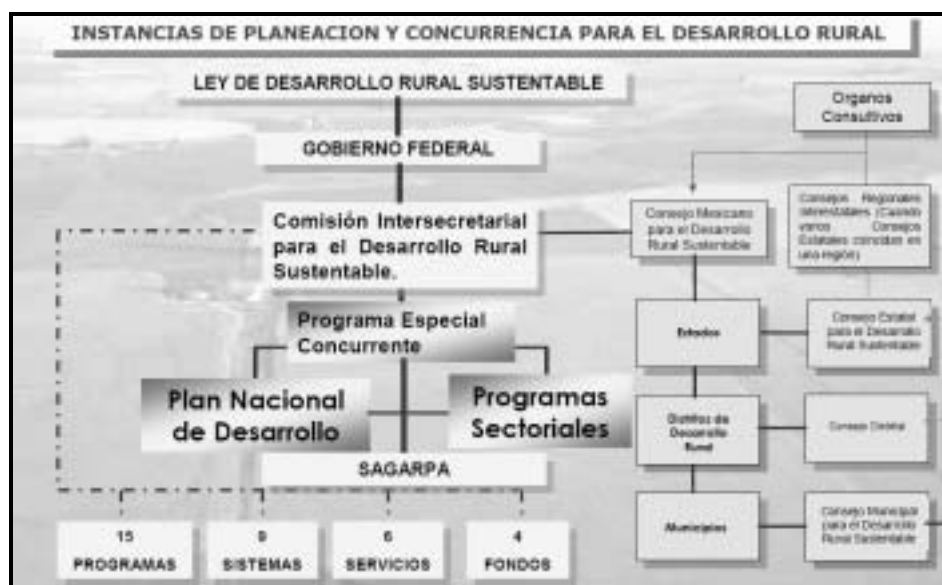 INSTANCIAS DE PLANEACION Y CONCURRENCIA PARA EL DESARROLLO RURAL
LEY DE DESARROLLO RURAL SUSTENTABLE
GOBIERNO FEDERAL
Comisión Intersecretarial
para el Desarrollo Rural
Sustentable.
Programa Especial
Concurrente
Plan Nacional
de Desarrollo
Programas
Sectoriales
SAGARPA
15
PROGRAMAS
9
SISTEMAS
6
SERVICIOS
4
FONDOS
Organos
Consultivos
Consejo Mexicano
para el Desarrollo
Rural Sustentable
Consejos Regionales
Interestatales (Cuando
varios Consejos
Estatales coincidan en
una región)
Estados
Consejo Estatal
para el Desarrollo
Rural Sustentable
Distritos de
Desarrollo
Rural
Consejo Distrital
Municipios
Consejo Municipal
para el Desarrollo
Rural Sustentable